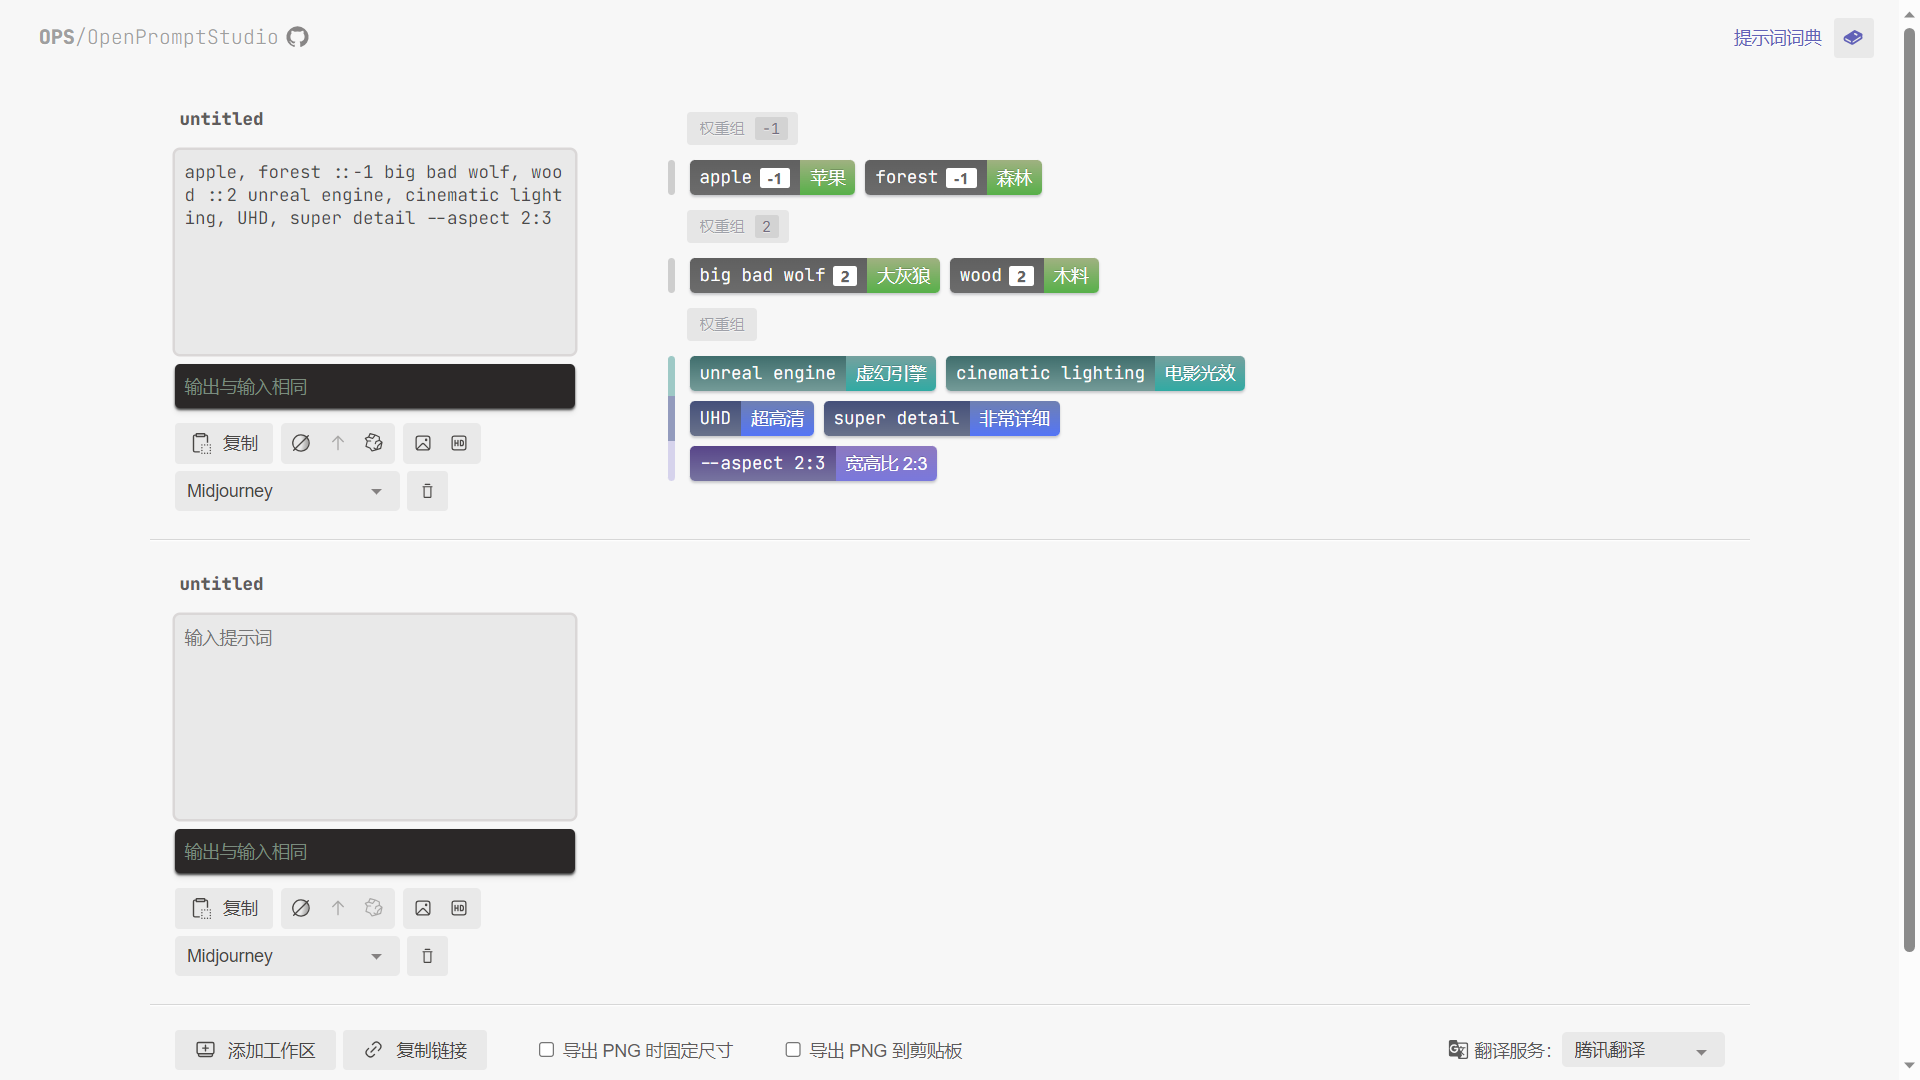 OPS/OpenPromptStudio
提示词词典
untitled
apple, forest ::-1 big bad wolf, woo
d ::2 unreal engine, cinematic light
ing, UHD, super detail --aspect 2:3
输出与输入相同
复制
HD
Midjourney
权重组 -1
apple -1 苹果 forest -1 森林
权重组 2
big bad wolf 2 大灰狼 wood 2 木料
权重组
unreal engine 虚幻引擎 cinematic lighting 电影光效
UHD 超高清 super detail 非常详细
--aspect 2:3 宽高比 2:3
untitled
输入提示词
输出与输入相同
复制
HD
Midjourney
添加工作区 复制链接 导出 PNG 时固定尺寸 导出 PNG 到剪贴板 翻译服务: 腾讯翻译